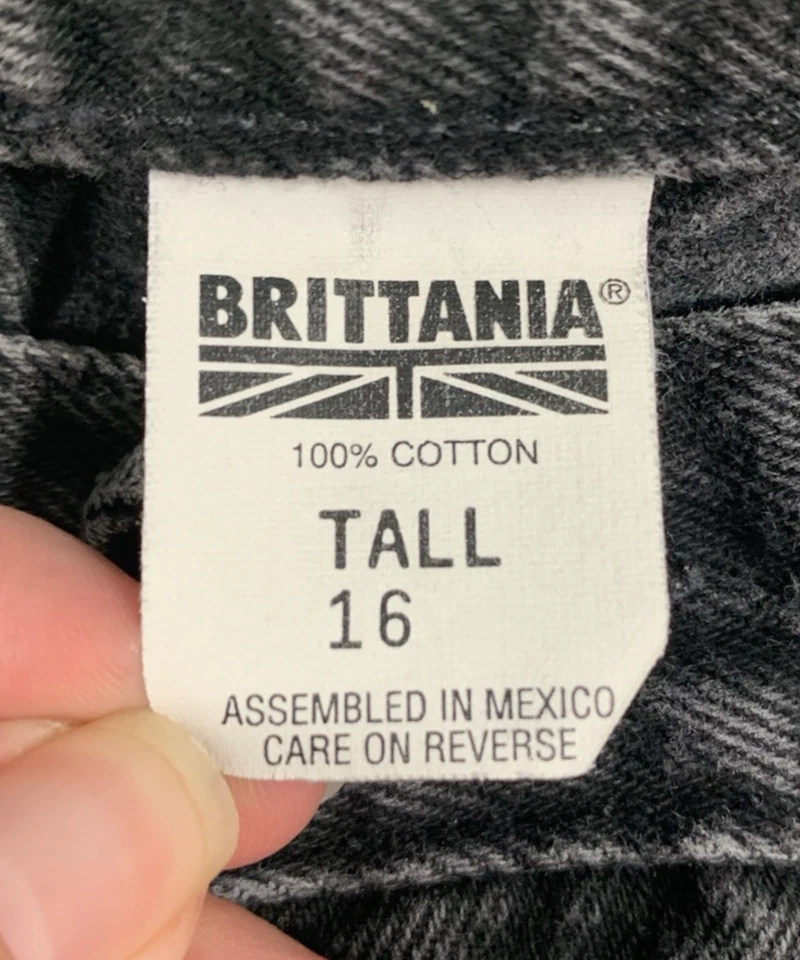 BRITTANIA®
100% COTTON
TALL
16
ASSEMBLED IN MEXICO
CARE ON REVERSE